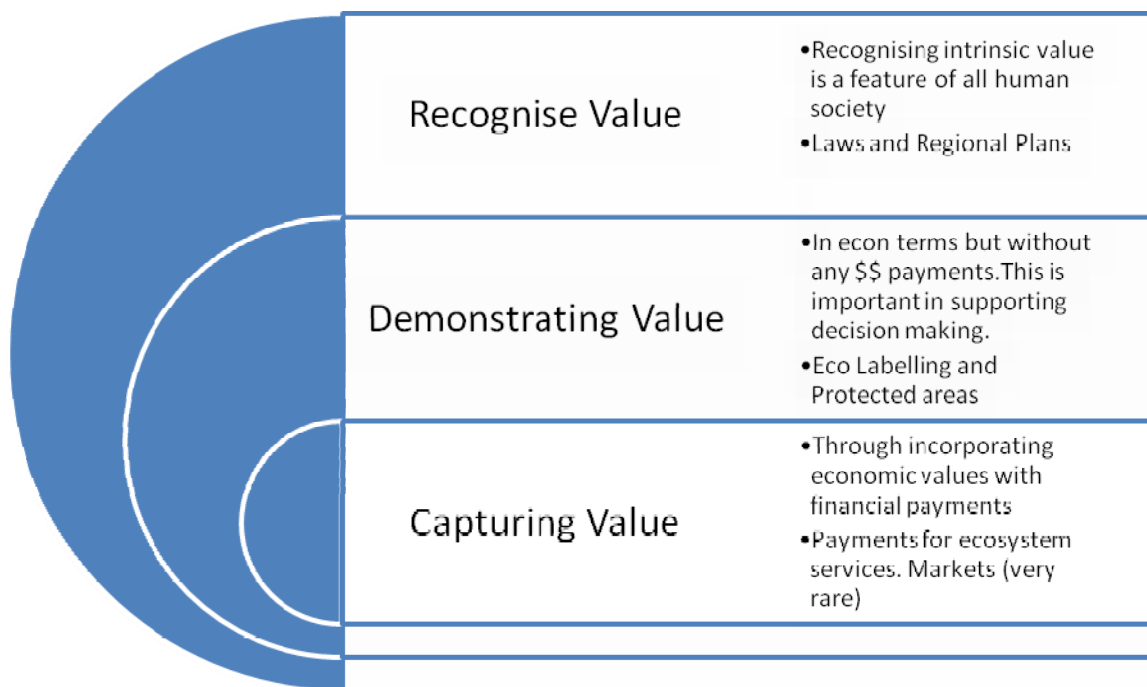 Recognise Value
•Recognising intrinsic value
is a feature of all human
society
•Laws and Regional Plans
Demonstrating Value
•In econ terms but without
any $$ payments.This is
important in supporting
decision making.
•Eco Labelling and
Protected areas
Capturing Value
•Through incorporating
economic values with
financial payments
•Payments for ecosystem
services. Markets (very
rare)